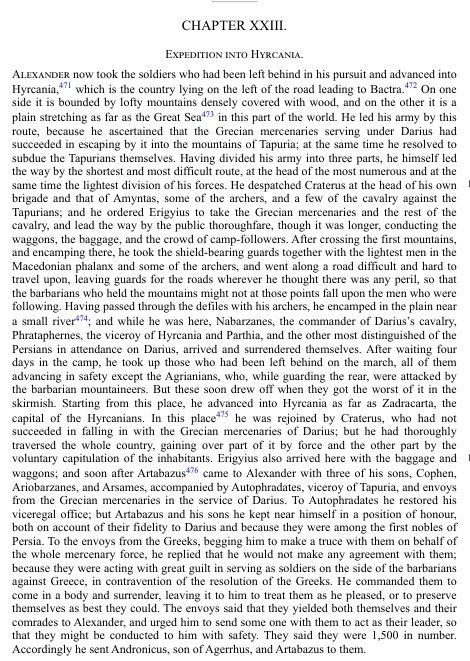 CHAPTER XXIII.
EXPEDITION INTO HYRCANIA.
ALEXANDER now took the soldiers who had been left behind in his pursuit and advanced into
Hyrcania,471 which is the country lying on the left of the road leading to Bactra.472 On one
side it is bounded by lofty mountains densely covered with wood, and on the other it is a
plain stretching as far as the Great Sea473 in this part of the world. He led his army by this
route, because he ascertained that the Grecian mercenaries serving under Darius had
succeeded in escaping by it into the mountains of Tapuria; at the same time he resolved to
subdue the Tapurians themselves. Having divided his army into three parts, he himself led
the way by the shortest and most difficult route, at the head of the most numerous and at the
same time the lightest division of his forces. He despatched Craterus at the head of his own
brigade and that of Amyntas, some of the archers, and a few of the cavalry against the
Tapurians; and he ordered Erigyius to take the Grecian mercenaries and the rest of the
cavalry, and lead the way by the public thoroughfare, though it was longer, conducting the
waggons, the baggage, and the crowd of camp-followers. After crossing the first mountains,
and encamping there, he took the shield-bearing guards together with the lightest men in the
Macedonian phalanx and some of the archers, and went along a road difficult and hard to
travel upon, leaving guards for the roads wherever he thought there was any peril, so that
the barbarians who held the mountains might not at those points fall upon the men who were
following. Having passed through the defiles with his archers, he encamped in the plain near
a small river474; and while he was here, Nabarzanes, the commander of Darius's cavalry,
Phrataphernes, the viceroy of Hyrcania and Parthia, and the other most distinguished of the
Persians in attendance on Darius, arrived and surrendered themselves. After waiting four
days in the camp, he took up those who had been left behind on the march, all of them
advancing in safety except the Agrianians, who, while guarding the rear, were attacked by
the barbarian mountaineers. But these soon drew off when they got the worst of it in the
skirmish. Starting from this place, he advanced into Hyrcania as far as Zadracarta, the
capital of the Hyrcanians. In this place475 he was rejoined by Craterus, who had not
succeeded in falling in with the Grecian mercenaries of Darius; but he had thoroughly
traversed the whole country, gaining over part of it by force and the other part by the
voluntary capitulation of the inhabitants. Erigyius also arrived here with the baggage and
waggons; and soon after Artabazus476 came to Alexander with three of his sons, Cophen,
Ariobarzanes, and Arsames, accompanied by Autophradates, viceroy of Tapuria, and envoys
from the Grecian mercenaries in the service of Darius. To Autophradates he restored his
viceregal office; but Artabazus and his sons he kept near himself in a position of honour,
both on account of their fidelity to Darius and because they were among the first nobles of
Persia. To the envoys from the Greeks, begging him to make a truce with them on behalf of
the whole mercenary force, he replied that he would not make any agreement with them;
because they were acting with great guilt in serving as soldiers on the side of the barbarians
against Greece, in contravention of the resolution of the Greeks. He commanded them to
come in a body and surrender, leaving it to him to treat them as he pleased, or to preserve
themselves as best they could. The envoys said that they yielded both themselves and their
comrades to Alexander, and urged him to send some one with them to act as their leader, so
that they might be conducted to him with safety. They said they were 1,500 in number.
Accordingly he sent Andronicus, son of Agerrhus, and Artabazus to them.